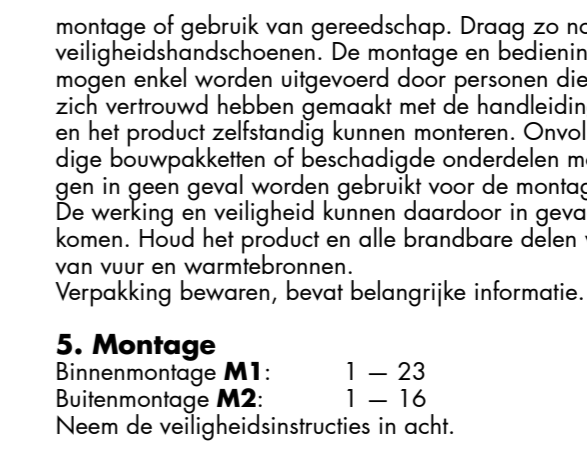 montage of gebruik van gereedschap. Draag zo no
veiligheidshandschoenen. De montage en bedienin
mogen enkel worden uitgevoerd door personen die
zich vertrouwd hebben gemaakt met de handleidin
en het product zelfstandig kunnen monteren. Onvol
dige bouwpakketten of beschadigde onderdelen m
gen in geen geval worden gebruikt voor de montag
De werking en veiligheid kunnen daardoor in geva
komen. Houd het product en alle brandbare delen
van vuur en warmtebronnen.
Verpakking bewaren, bevat belangrijke informatie.
5. Montage
Binnenmontage M1: 1 – 23
Buitenmontage M2: 1 – 16
Neem de veiligheidsinstructies in acht.